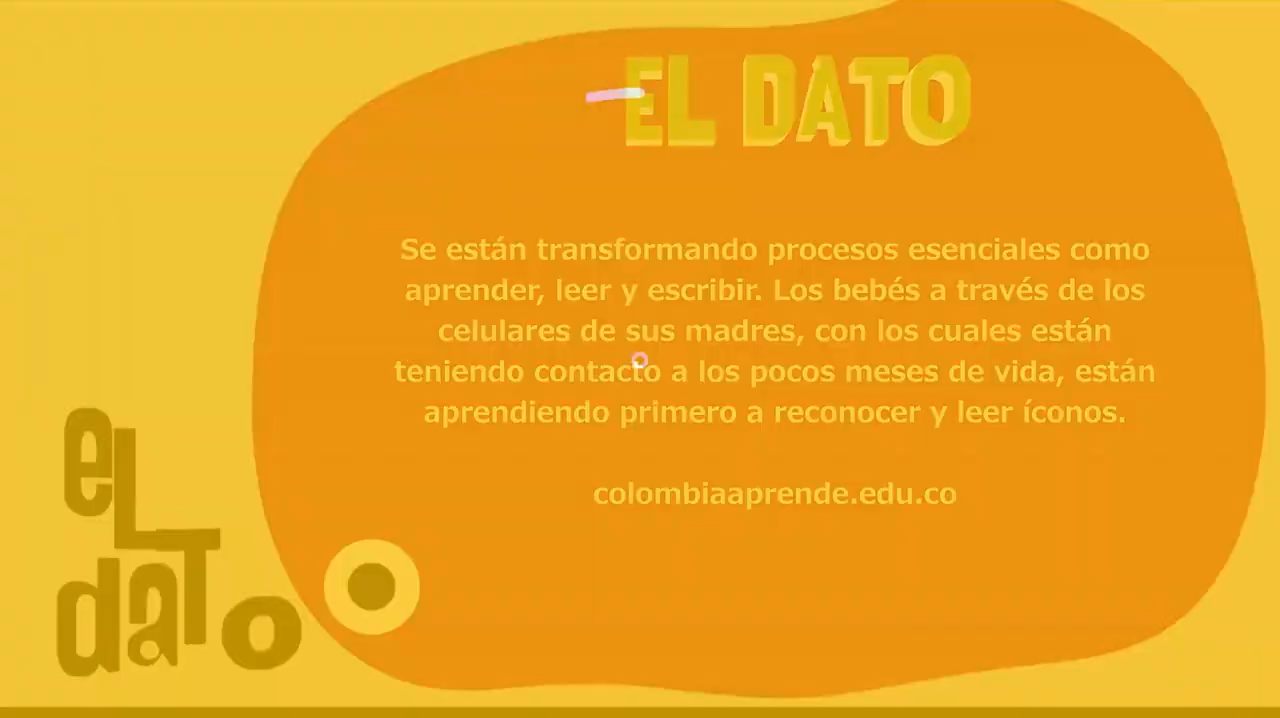 EL DATO
Se están transformando procesos esenciales como
aprender, leer y escribir. Los bebés a través de los
celulares de sus madres, con los cuales están
teniendo contacto a los pocos meses de vida, están
aprendiendo primero a reconocer y leer íconos.
colombiaaprende.edu.co
eL
daTo